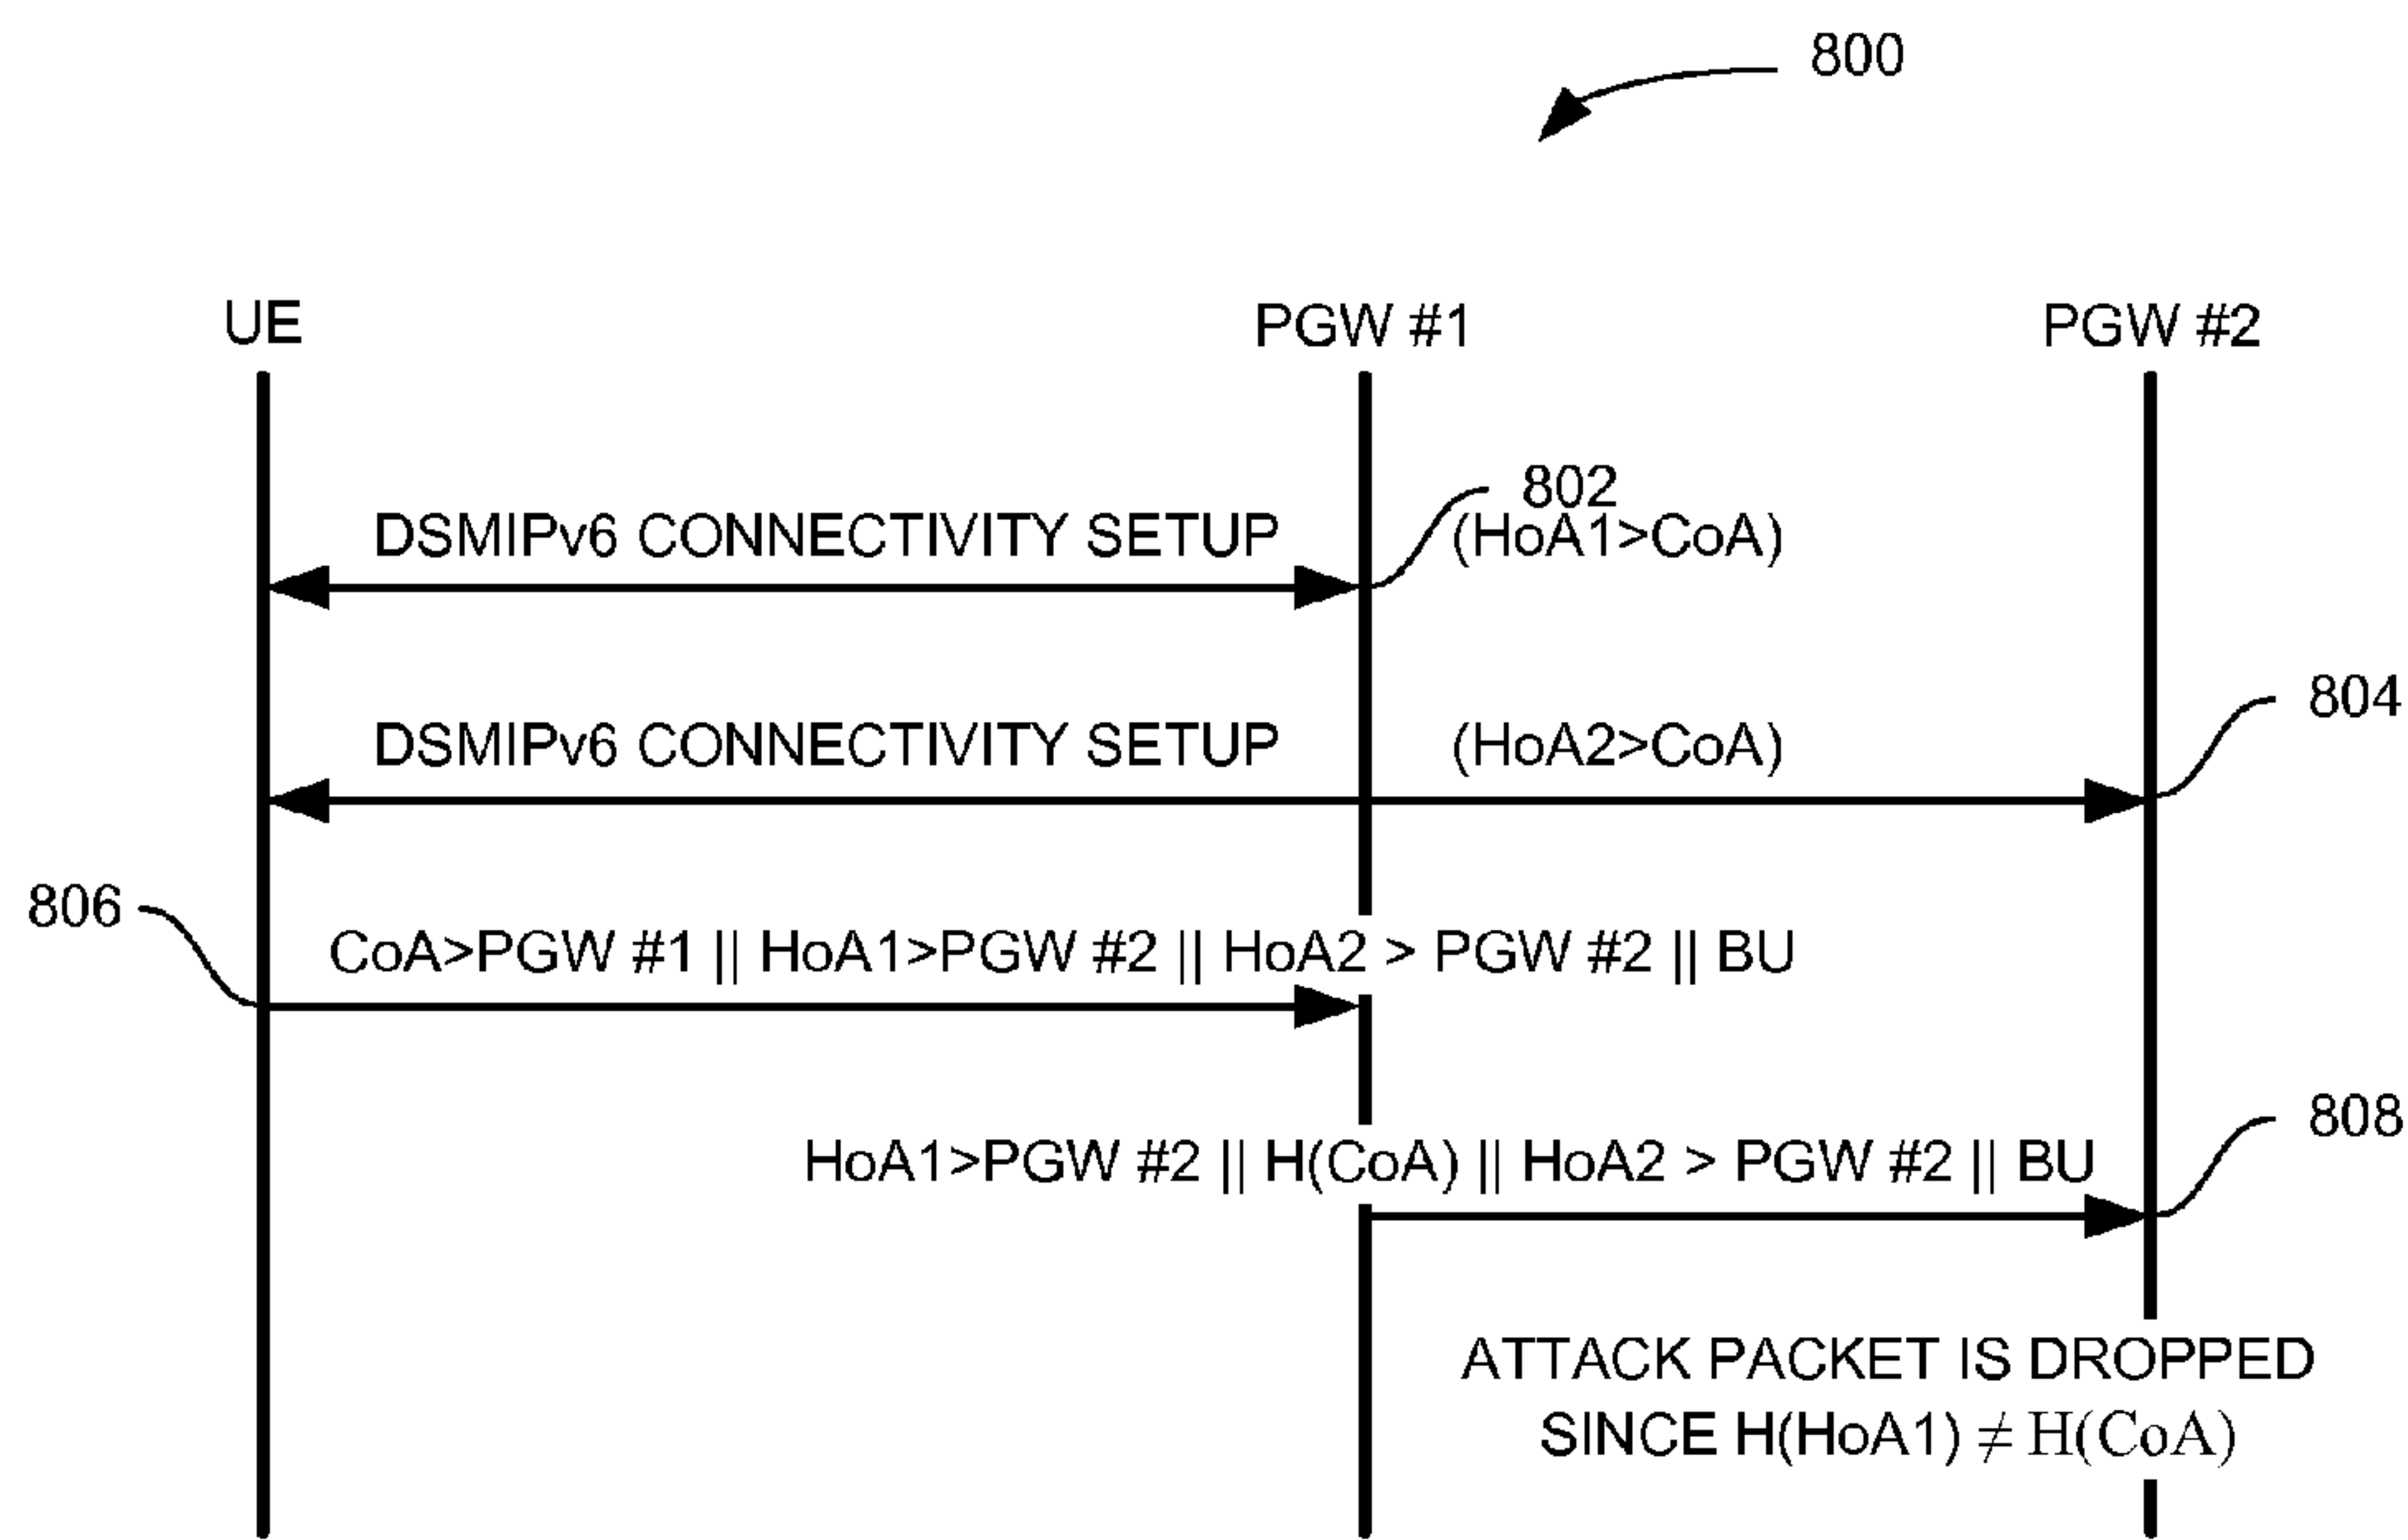 800
UE
PGW #1
PGW #2
802
DSMIPv6 CONNECTIVITY SETUP (HoA1>CoA)
804
DSMIPv6 CONNECTIVITY SETUP (HoA2>CoA)
806
CoA>PGW #1 || HoA1>PGW #2 || HoA2 > PGW #2 || BU
808
HoA1>PGW #2 || H(CoA) || HoA2 > PGW #2 || BU
ATTACK PACKET IS DROPPED
SINCE H(HoA1) ≠ H(CoA)